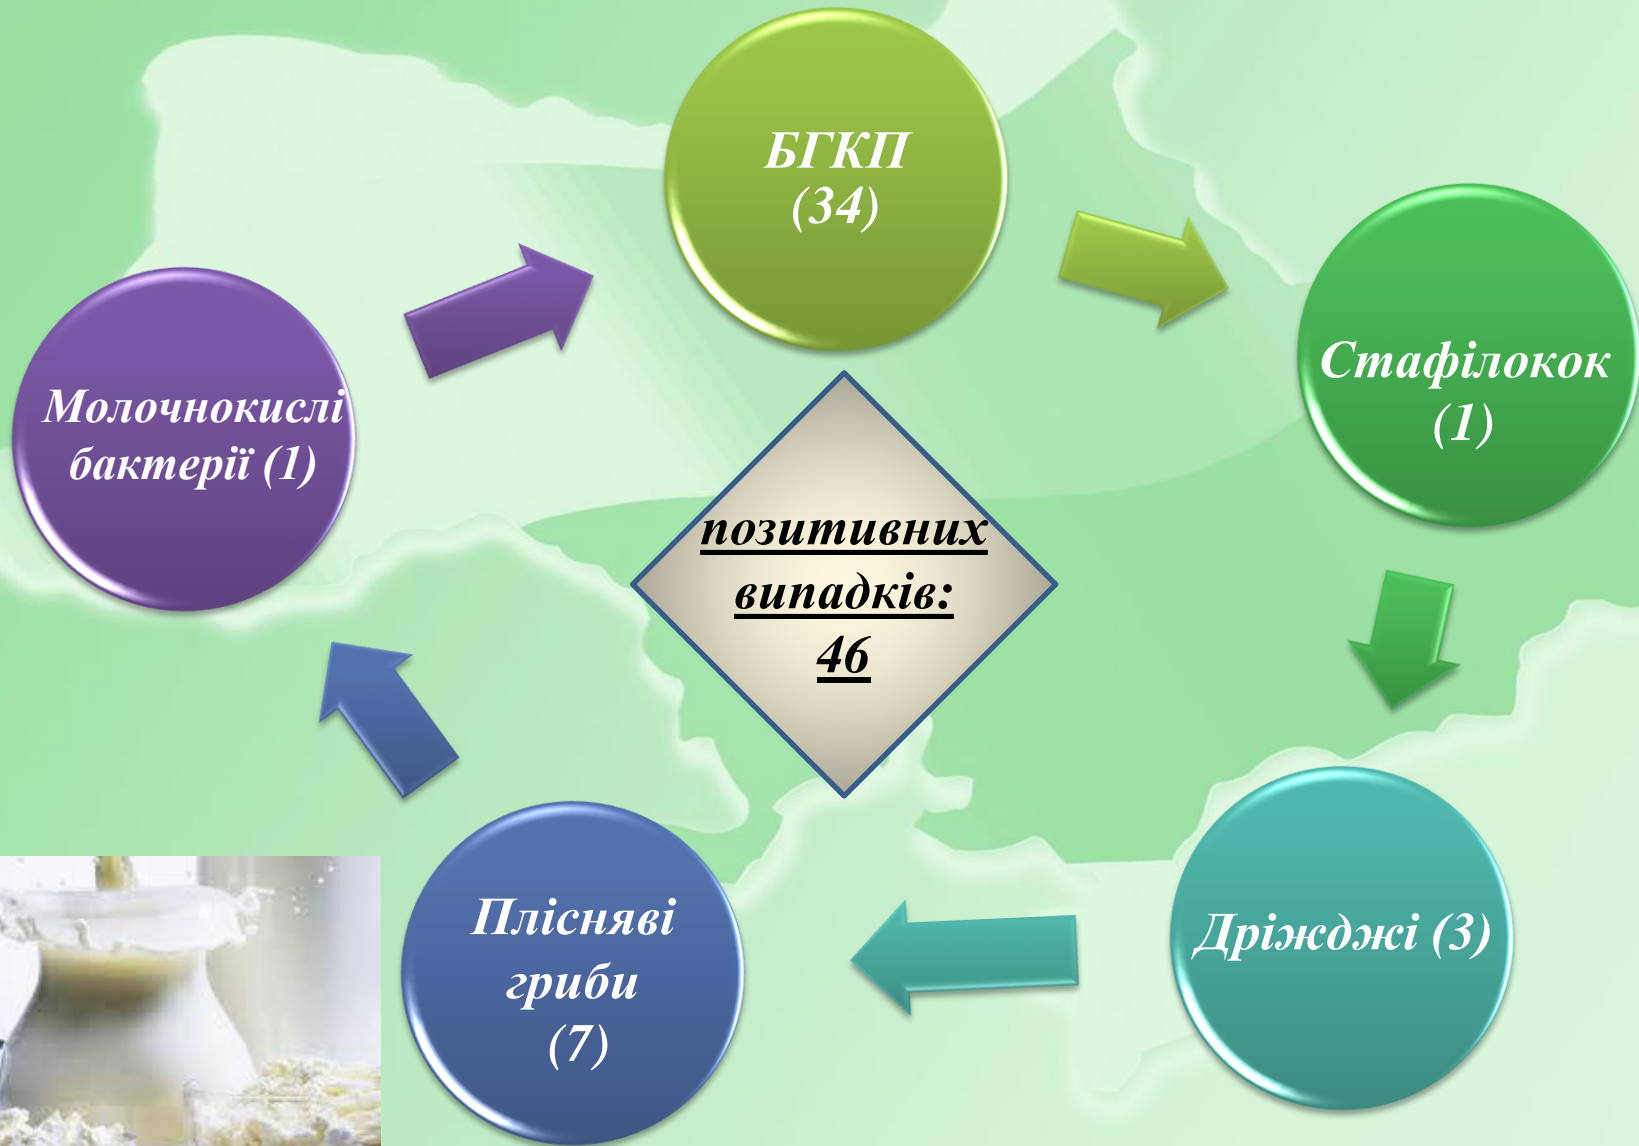 БГКП
(34)
Стафілокок
(1)
Дріжджі (3)
Плісняві
гриби
(7)
Молочнокислі
бактерії (1)
позитивних
випадків:
46